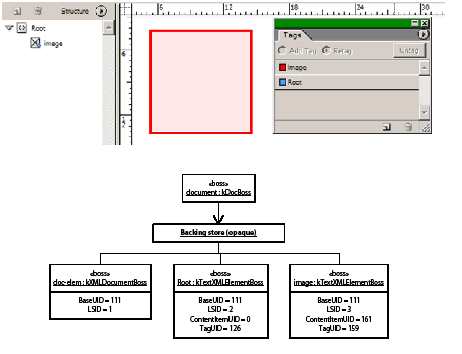 Structure
Root
image
6
12
18
24
30
6
1
2
Tags
Add Tag
Retag
Untag
Image
Root
«boss»
document : kDocBoss
Backing store (opaque)
«boss»
doc-elem : kXMLDocumentBoss
BaseUID = 111
LSID = 1
«boss»
Root : kTextXMLElementBoss
BaseUID = 111
LSID = 2
ContentItemUID = 0
TagUID = 126
«boss»
image : kTextXMLElementBoss
BaseUID = 111
LSID = 3
ContentItemUID = 161
TagUID = 159